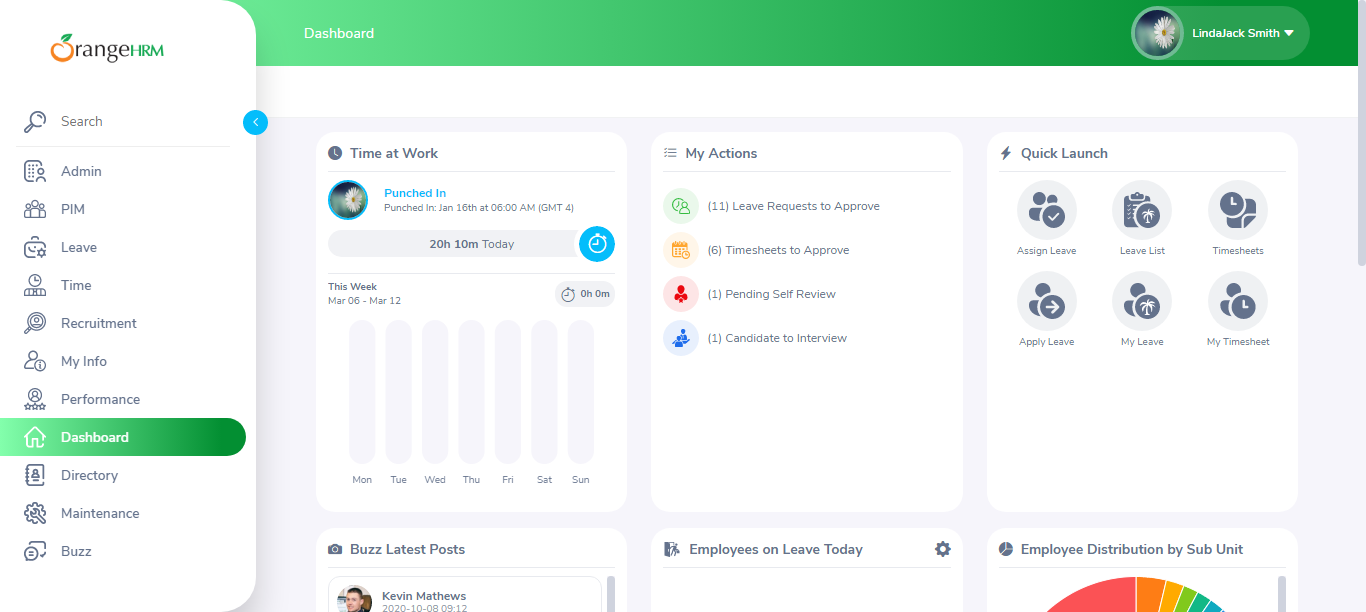 OrangeHRM
Search
Admin
PIM
Leave
Time
Recruitment
My Info
Performance
Dashboard
Directory
Maintenance
Buzz
Dashboard
LindaJack Smith
Time at Work
Punched In
Punched In: Jan 16th at 06:00 AM (GMT 4)
20h 10m Today
This Week
Mar 06 - Mar 12
0h 0m
Mon Tue Wed Thu Fri Sat Sun
My Actions
(11) Leave Requests to Approve
(6) Timesheets to Approve
(1) Pending Self Review
(1) Candidate to Interview
Quick Launch
Assign Leave Leave List Timesheets
Apply Leave My Leave My Timesheet
Buzz Latest Posts
Kevin Mathews
2020-10-08 09:12
Employees on Leave Today
Employee Distribution by Sub Unit